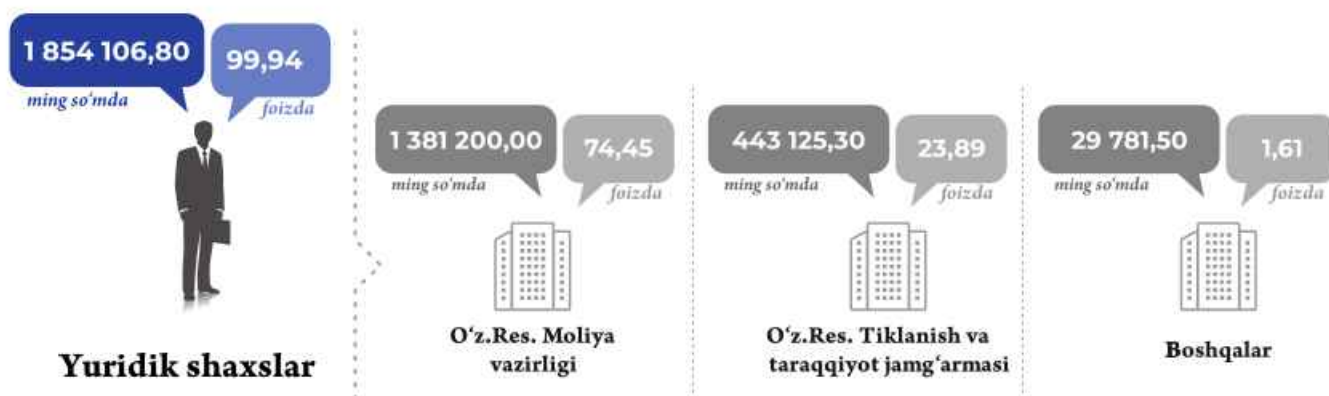 1 854 106,80
99,94
ming so‘mda
foizda
Yuridik shaxslar
1 381 200,00
74,45
ming so‘mda
foizda
O‘z.Res. Moliya
vazirligi
443 125,30
23,89
ming so‘mda
foizda
O‘z.Res. Tiklanish va
taraqqiyot jamg‘armasi
29 781,50
1,61
ming so‘mda
foizda
Boshqalar